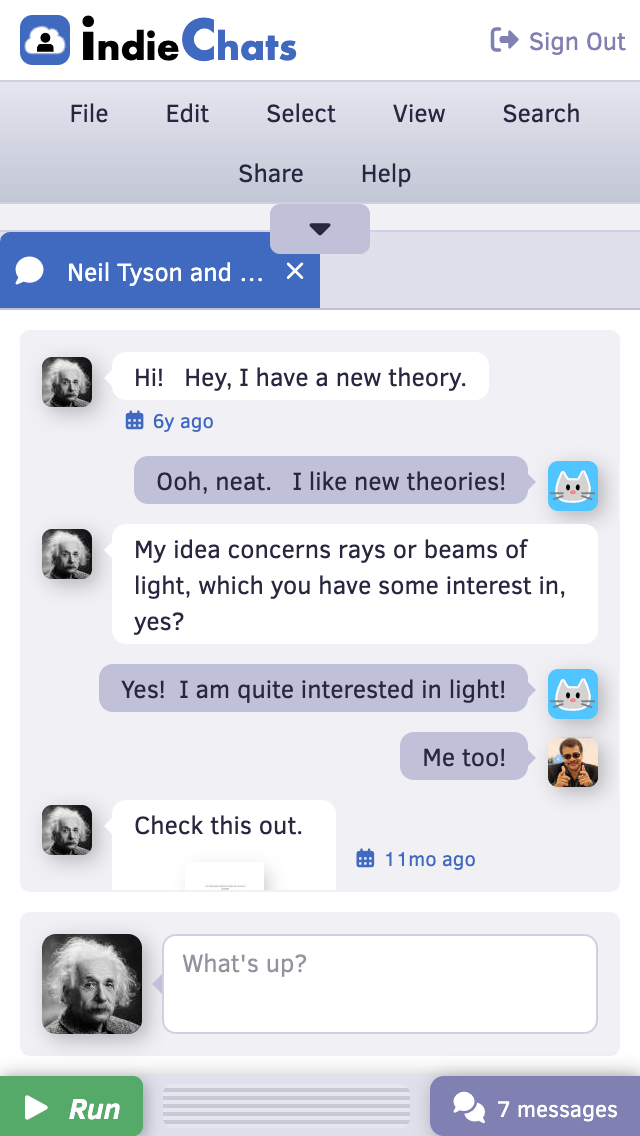 IndieChats
Sign Out
File Edit Select View Search
Share Help
Neil Tyson and ...
Hi! Hey, I have a new theory.
6y ago
Ooh, neat. I like new theories!
My idea concerns rays or beams of
light, which you have some interest in,
yes?
Yes! I am quite interested in light!
Me too!
Check this out.
11mo ago
What's up?
Run
7 messages